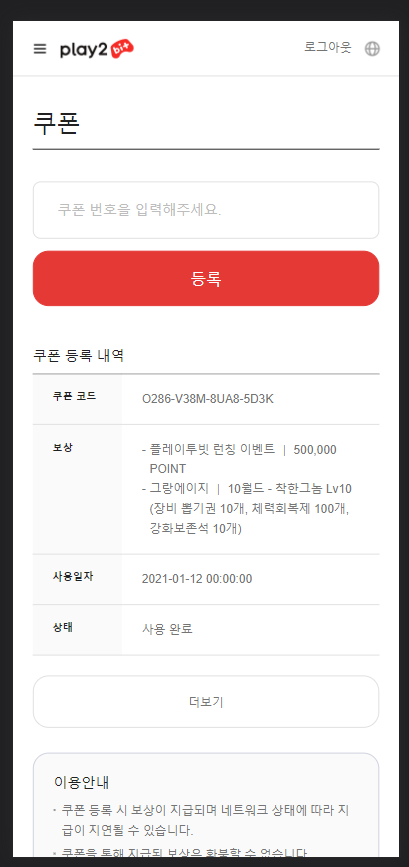 play2 bit
로그아웃
쿠폰
쿠폰 번호을 입력해주세요.
등록
쿠폰 등록 내역
쿠폰 코드
O286-V38M-8UA8-5D3K
보상
- 플레이투빗 런칭 이벤트 | 500,000
POINT
- 그랑에이지 | 10월드 - 착한그놈 Lv10
(장비 뽑기권 10개, 체력회복제 100개,
강화보존석 10개)
사용일자
2021-01-12 00:00:00
상태
사용 완료
더보기
이용안내
• 쿠폰 등록 시 보상이 지급되며 네트워크 상태에 따라 지
급이 지연될 수 있습니다.
• 쿠폰을 통해 지급된 보상은 환불할 수 없습니다.